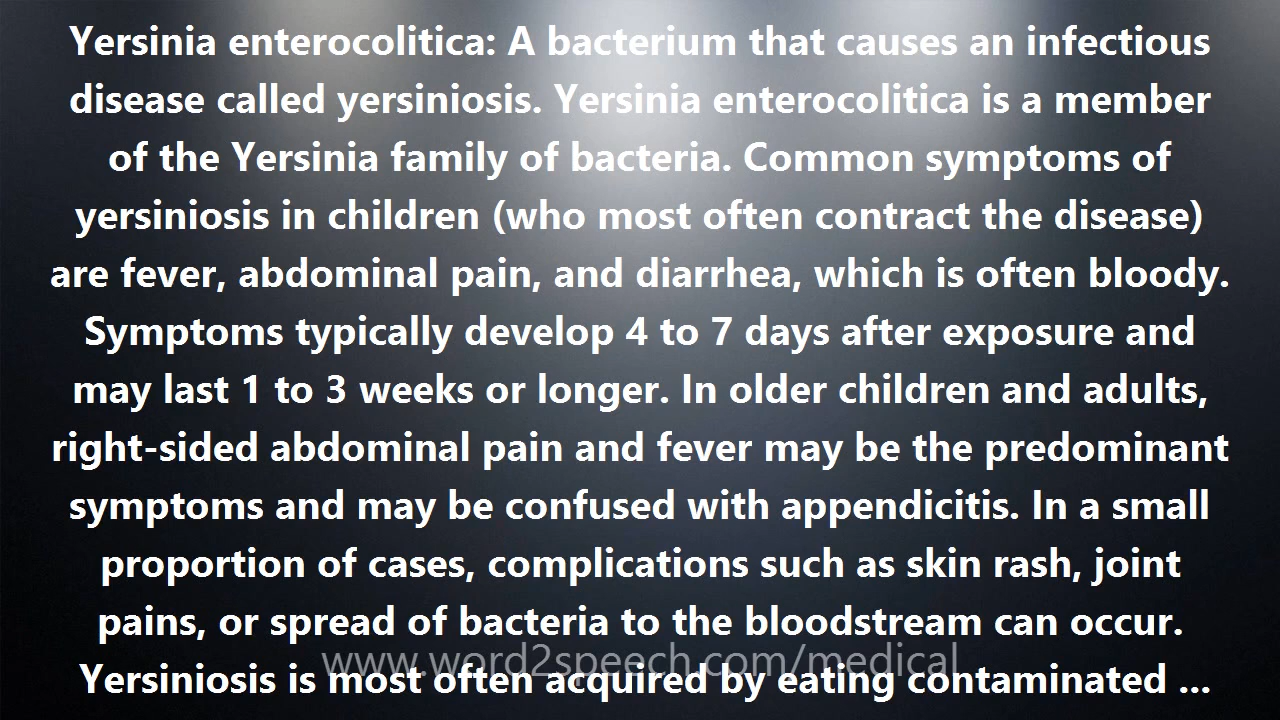 Yersinia enterocolitica: A bacterium that causes an infectious
disease called yersiniosis. Yersinia enterocolitica is a member
of the Yersinia family of bacteria. Common symptoms of
yersiniosis in children (who most often contract the disease)
are fever, abdominal pain, and diarrhea, which is often bloody.
Symptoms typically develop 4 to 7 days after exposure and
may last 1 to 3 weeks or longer. In older children and adults,
right-sided abdominal pain and fever may be the predominant
symptoms and may be confused with appendicitis. In a small
proportion of cases, complications such as skin rash, joint
pains, or spread of bacteria to the bloodstream can occur.
www.word2speech.com/medical
Yersiniosis is most often acquired by eating contaminated ...